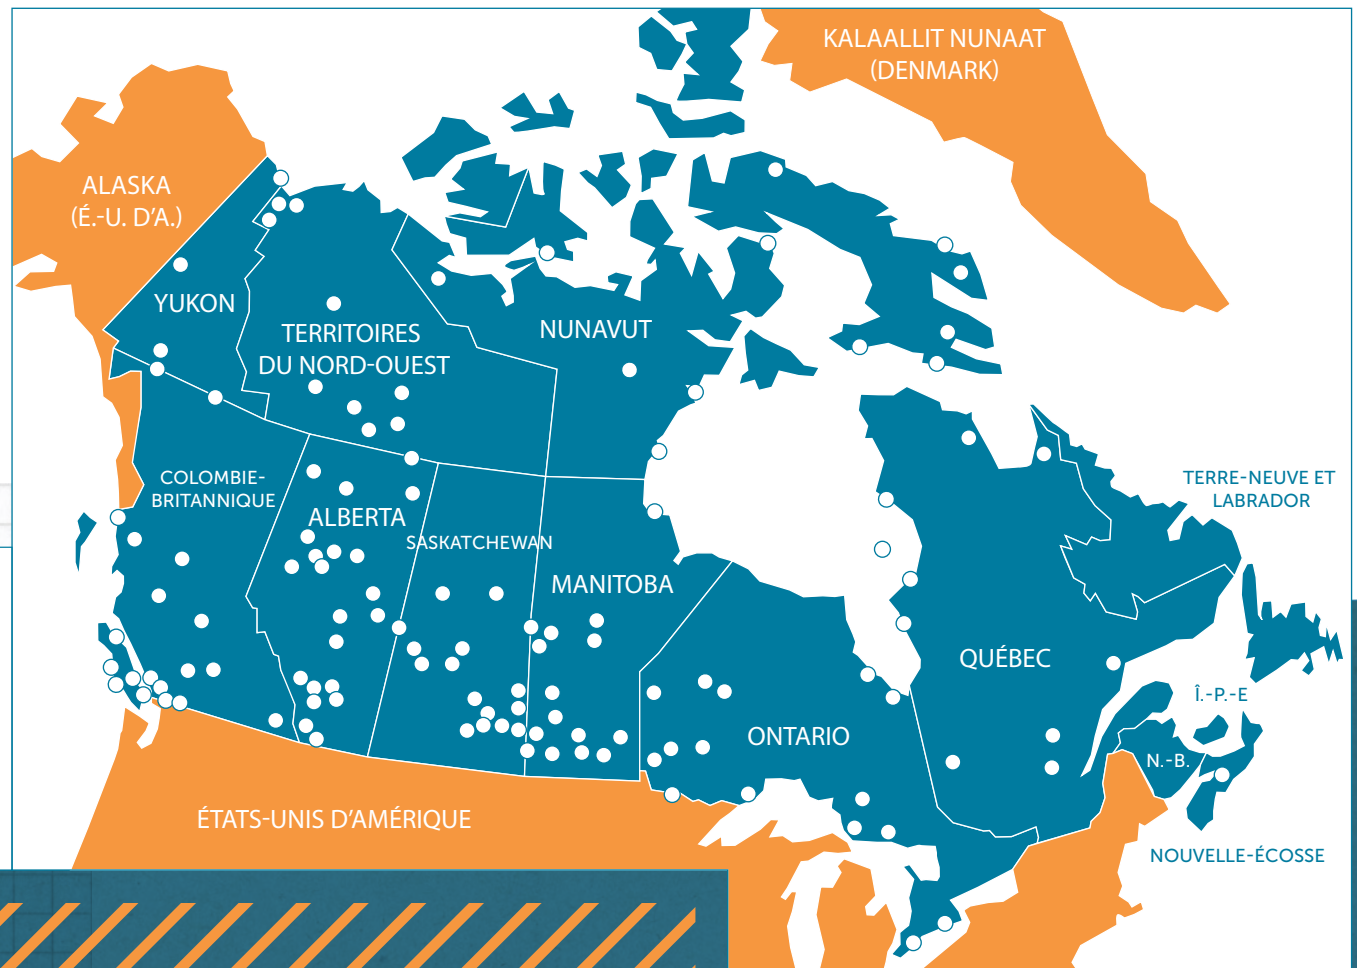 KALAALLIT NUNAAT
(DENMARK)
ALASKA
(É.-U. D'A.)
YUKON
TERRITOIRES
DU NORD-OUEST
NUNAVUT
COLOMBIE-
BRITANNIQUE
ALBERTA
SASKATCHEWAN
MANITOBA
TERRE-NEUVE ET
LABRADOR
QUÉBEC
Î.-P.-E
ONTARIO
N.-B.
ÉTATS-UNIS D'AMÉRIQUE
NOUVELLE-ÉCOSSE